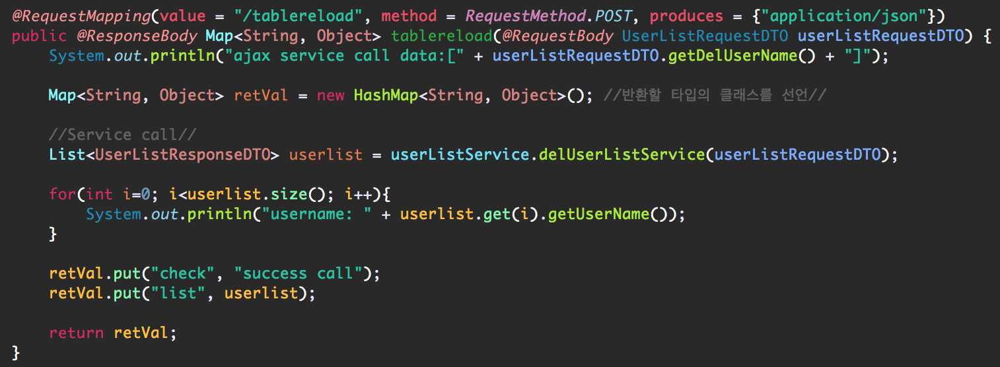 @RequestMapping(value = "/tablereload", method = RequestMethod.POST, produces = {"application/json"})
public @ResponseBody Map<String, Object> tablereload(@RequestBody UserListRequestDTO userListRequestDTO) {
    System.out.println("ajax service call data:[" + userListRequestDTO.getDelUserName() + "]");

    Map<String, Object> retVal = new HashMap<String, Object>(); //반환할 타입의 클래스를 선언//

    //Service call//
    List<UserListResponseDTO> userlist = userListService.delUserListService(userListRequestDTO);

    for(int i=0; i<userlist.size(); i++){
        System.out.println("username: " + userlist.get(i).getUserName());
    }

    retVal.put("check", "success call");
    retVal.put("list", userlist);

    return retVal;
}